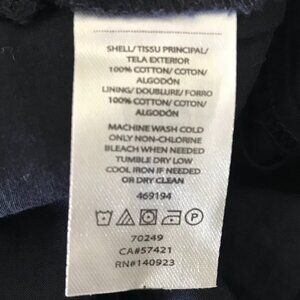 SHELL/TISSU PRINCIPAL/
TELA EXTERIOR
100% COTTON/ COTON/
ALGODÓN
LINING/ DOUBLURE/ FORRO
100% COTTON/ COTON/
ALGODÓN
MACHINE WASH COLD
ONLY NON-CHLORINE
BLEACH WHEN NEEDED
TUMBLE DRY LOW
COOL IRON IF NEEDED
OR DRY CLEAN
469194
P
70249
CA#57421
RN#140923